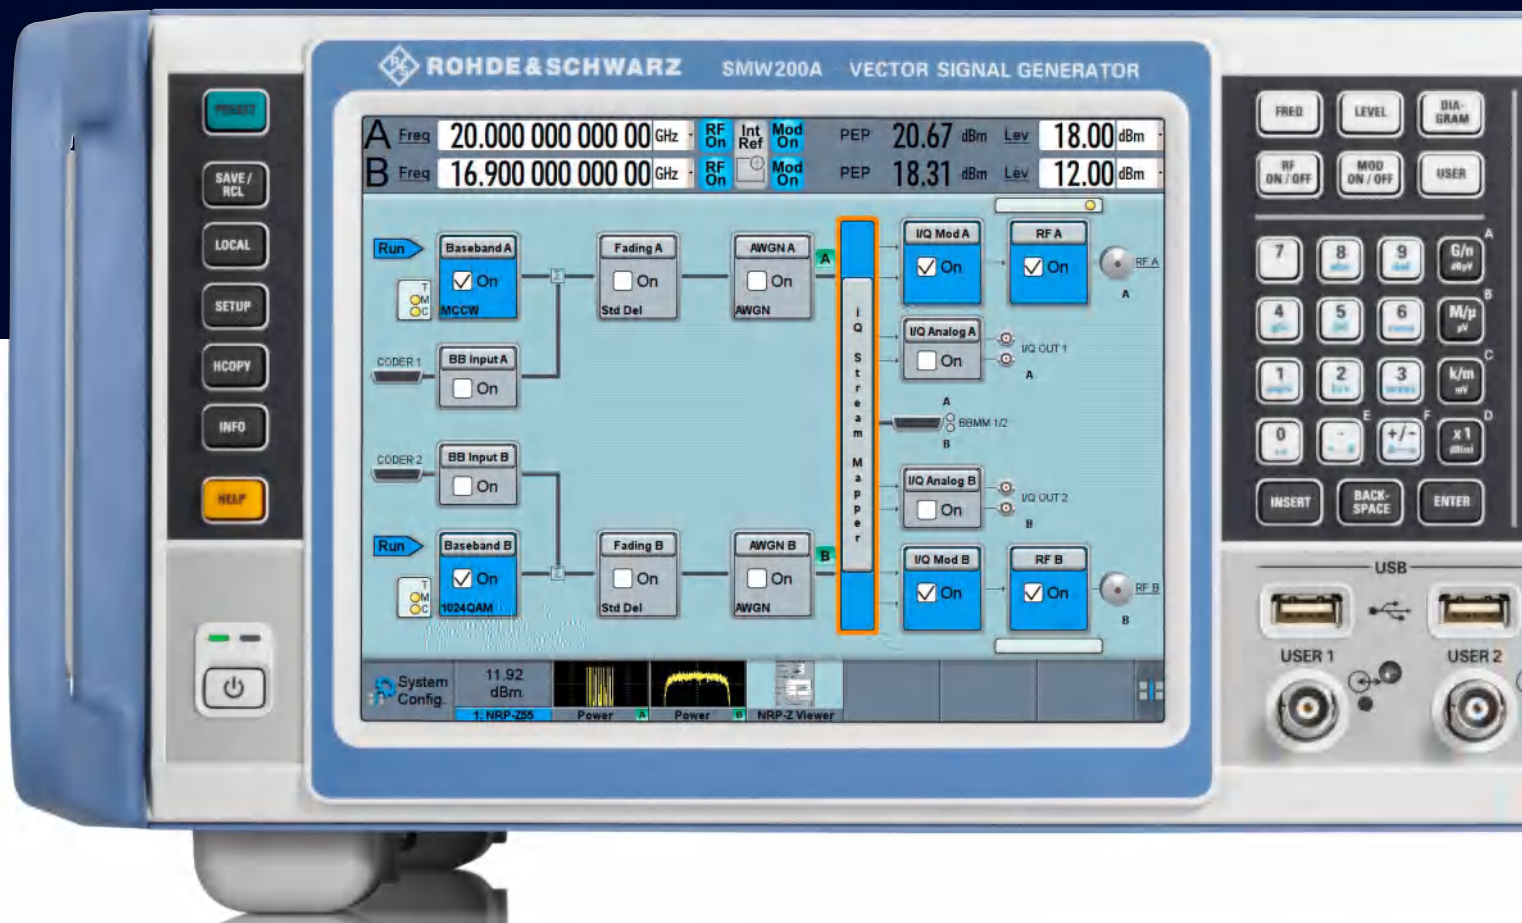 ROHDE&SCHWARZ SMW200A VECTOR SIGNAL GENERATOR
PRESET
SAVE/
RCL
LOCAL
SETUP
HCOPY
INFO
HELP
A Freq 20.000 000 000 00 GHz RF On Int Ref Mod On PEP 20.67 dBm Lev 18.00 dBm
B Freq 16.900 000 000 00 GHz RF On Mod On PEP 18.31 dBm Lev 12.00 dBm
Run Baseband A Fading A AWGN A A I/Q Mod A RF A
On On On On On RF A
T
M
C MCCW Std Del AWGN A
CODER 1 BB Input A I/Q Analog A
On On I/Q OUT 1
A
IQ Stream Mapper
A
BBMM 1/2
B
CODER 2 BB Input B I/Q Analog B
On On I/Q OUT 2
B
Run Baseband B Fading B AWGN B B I/Q Mod B RF B
On On On On On RF B
T
M
C 1024QAM Std Del AWGN B
System
Config.
11.92
dBm
1: NRP-Z55 Power A Power B NRP-Z Viewer
FREQ LEVEL DIA-
GRAM
RF
ON / OFF
MOD
ON / OFF
USER
7 8 9 G/n A
dBµV
4 5 6 M/µ B
µV
1 2 3 k/m C
mV
0 . E +/- F x1 D
dB(m)
INSERT BACK-
SPACE ENTER
USB
USER 1 USER 2